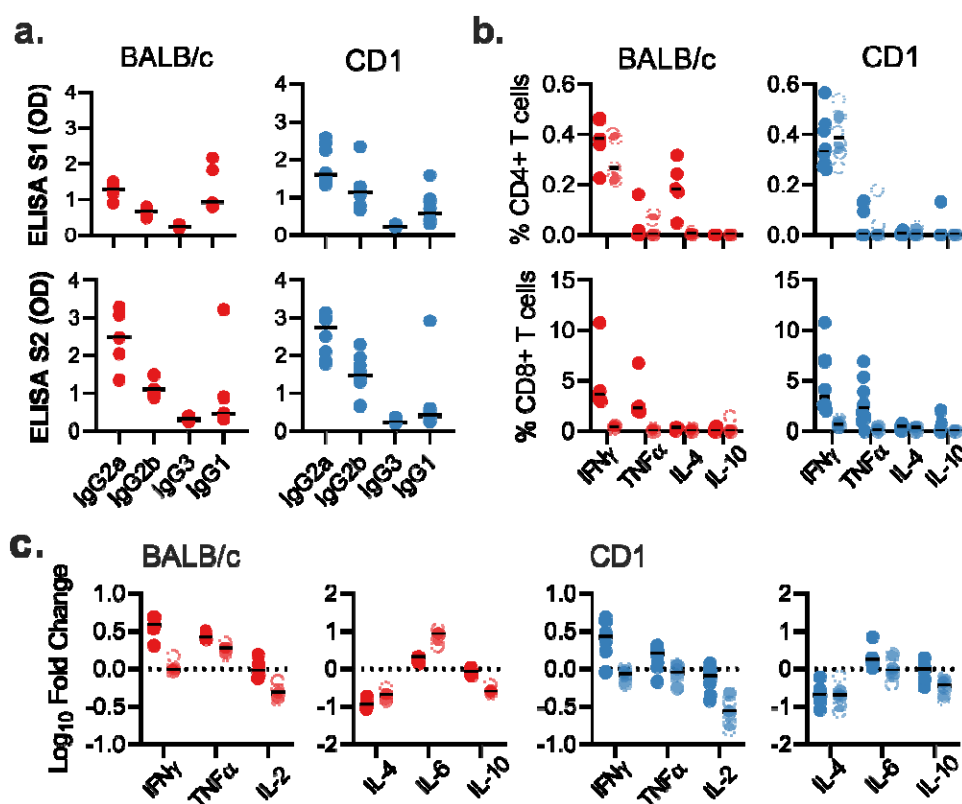 a.
BALB/c
CD1
ELISA S1 (OD)
4
3
2
1
0
4
3
2
1
0
ELISA S2 (OD)
4
3
2
1
0
4
3
2
1
0
IgG2a
IgG2b
IgG3
IgG1
IgG2a
IgG2b
IgG3
IgG1
b.
BALB/c
CD1
% CD4+ T cells
0.6
0.4
0.2
0.0
0.6
0.4
0.2
0.0
% CD8+ T cells
15
10
5
0
15
10
5
0
IFNγ
TNFα
IL-4
IL-10
IFNγ
TNFα
IL-4
IL-10
c.
BALB/c
CD1
Log10 Fold Change
1.0
0.5
0.0
-0.5
-1.0
IFNγ
TNFα
IL-2
2
1
0
-1
-2
IL-4
IL-6
IL-10
1.0
0.5
0.0
-0.5
-1.0
IFNγ
TNFα
IL-2
2
1
0
-1
-2
IL-4
IL-6
IL-10